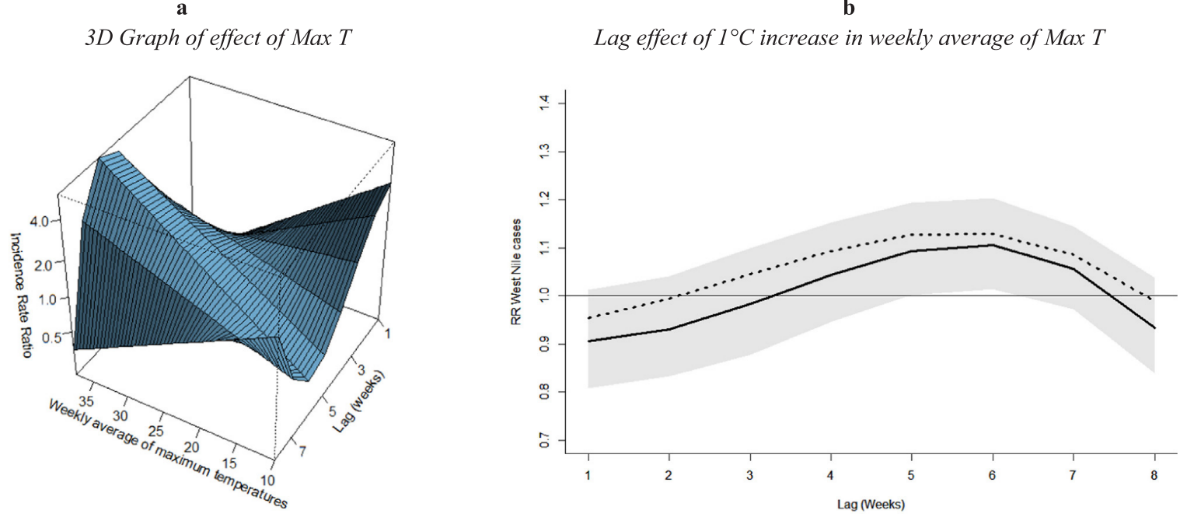 a
3D Graph of effect of Max T
4.0
2.0
1.0
0.5
Incidence Rate Ratio
35
30
25
20
15
10
Weekly average of maximum temperatures
1
3
5
7
Lag (weeks)
b
Lag effect of 1°C increase in weekly average of Max T
1.4
1.3
1.2
1.1
1.0
0.9
0.8
0.7
RR West Nile cases
1 2 3 4 5 6 7 8
Lag (Weeks)